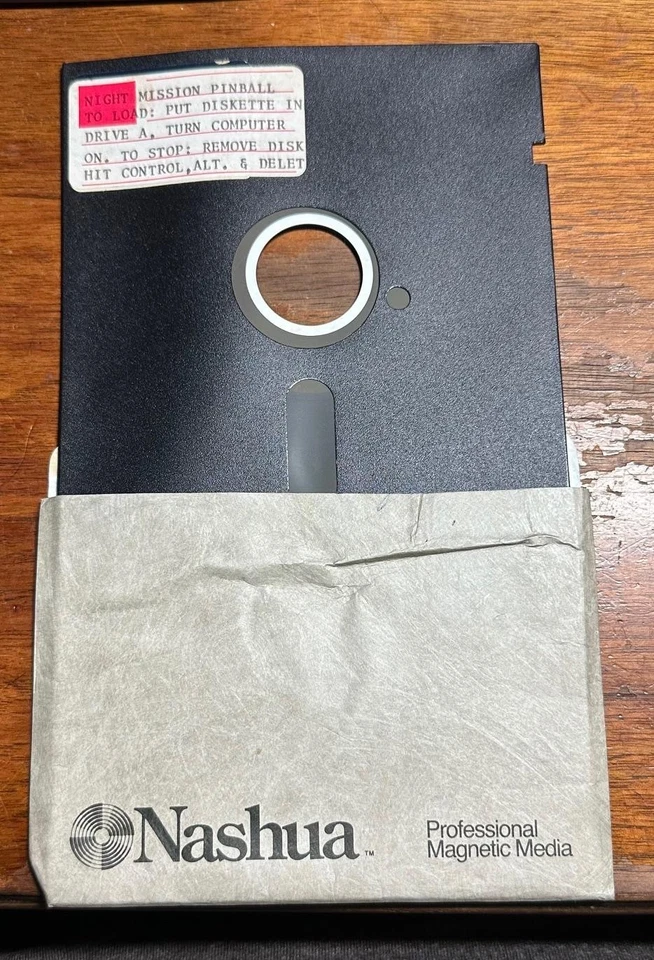 NIGHT MISSION PINBALL
TO LOAD: PUT DISKETTE IN
DRIVE A. TURN COMPUTER
ON. TO STOP: REMOVE DISK
HIT CONTROL,ALT. & DELET
Nashua™
Professional
Magnetic Media